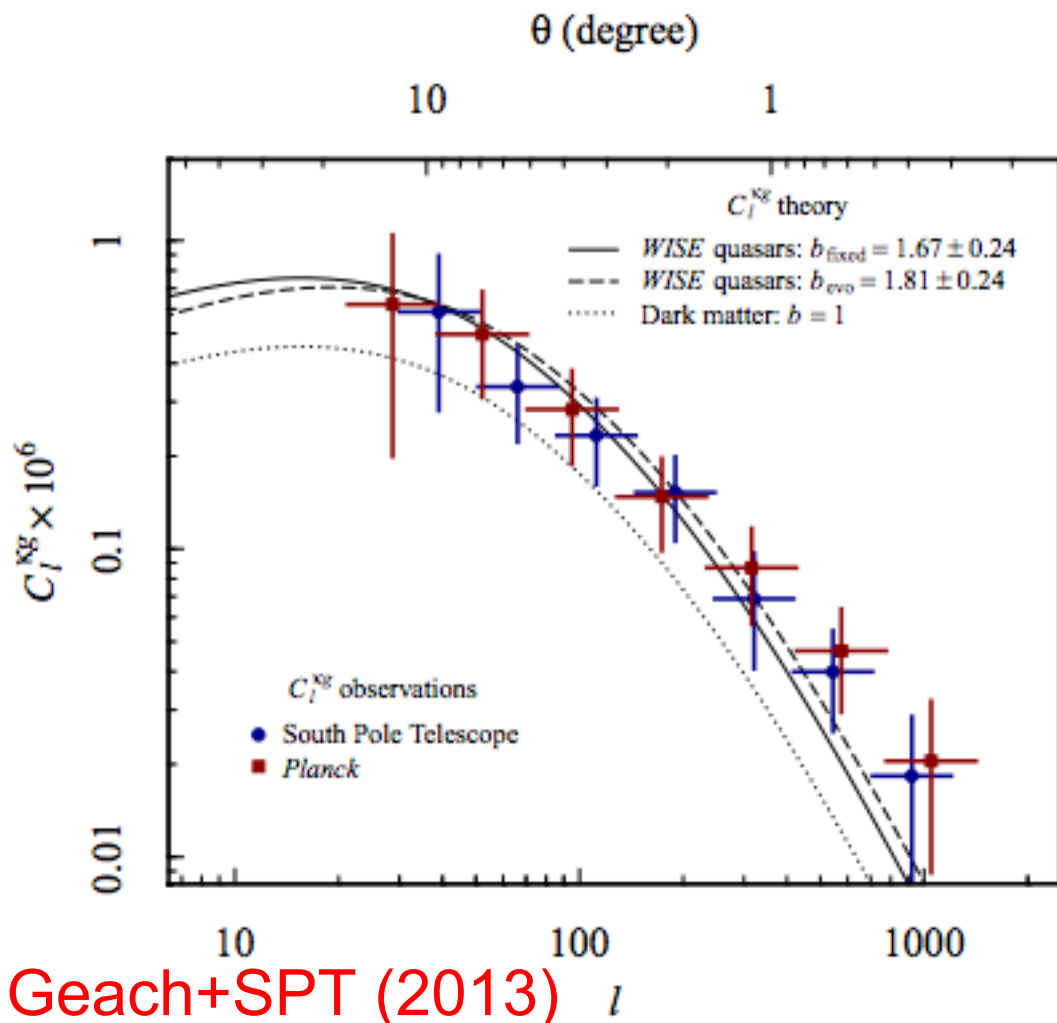 θ (degree)
10 1
C_l^κg theory
WISE quasars: b_fixed = 1.67 ± 0.24
WISE quasars: b_evo = 1.81 ± 0.24
Dark matter: b = 1
1
0.1
0.01
C_l^κg × 10^6
C_l^κg observations
South Pole Telescope
Planck
10 100 1000
Geach+SPT (2013)
l